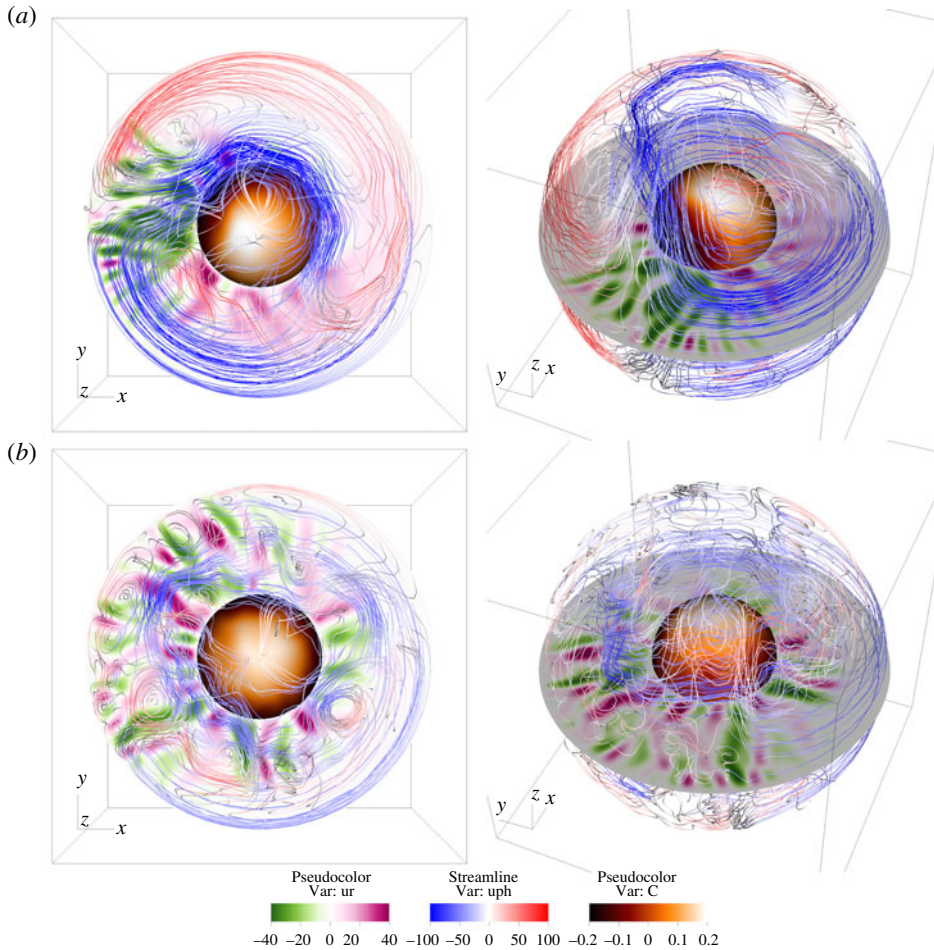 (a)
y
z x
y z x
(b)
y
z x
y z x
Pseudocolor Streamline Pseudocolor
Var: ur Var: uph Var: C
−40 −20 0 20 40 −100 −50 0 50 100 −0.2 −0.1 0 0.1 0.2